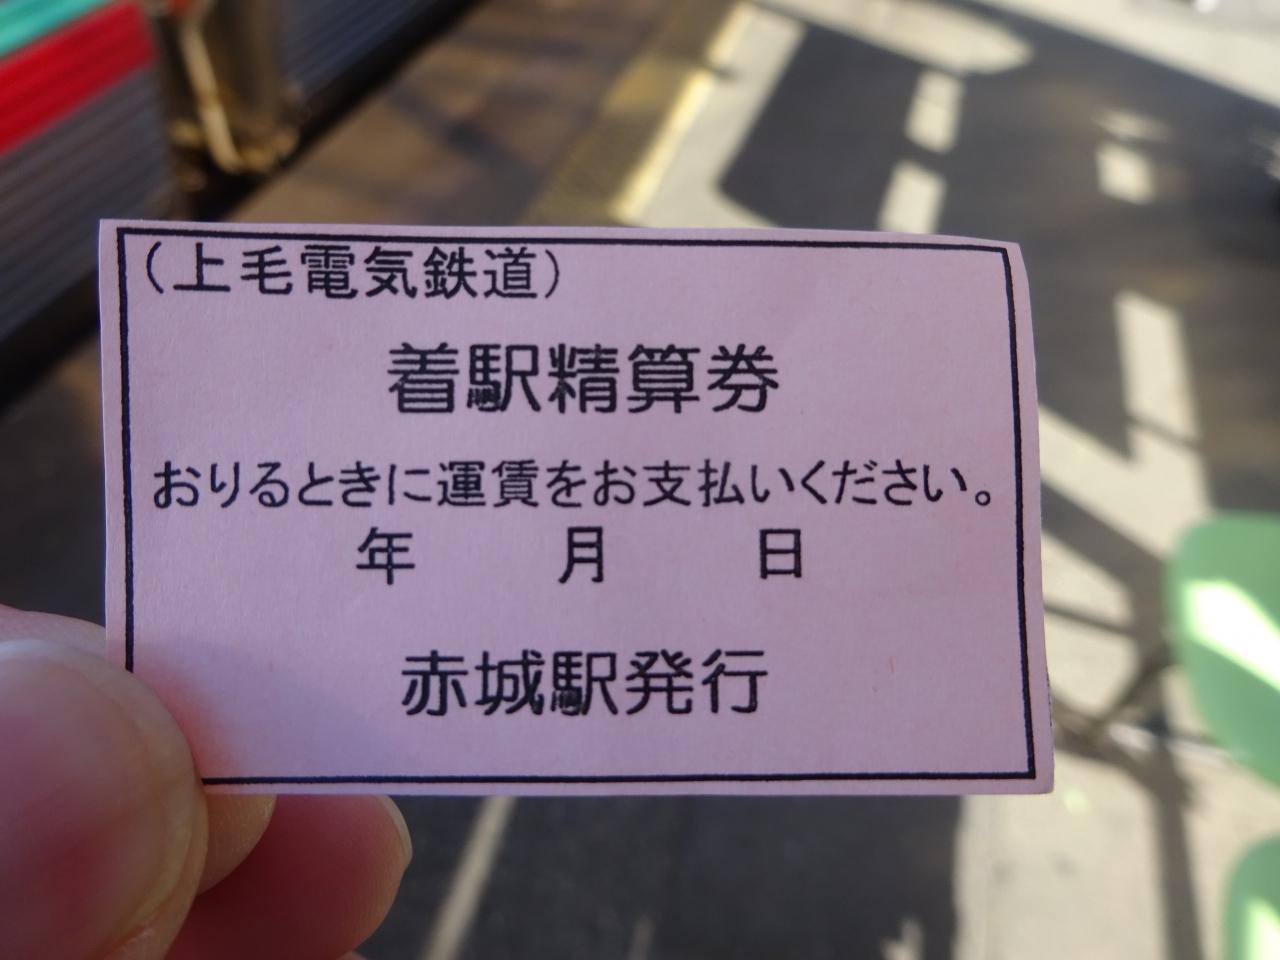 （上毛電気鉄道）
着駅精算券
おりるときに運賃をお支払いください。
年 月 日
赤城駅発行